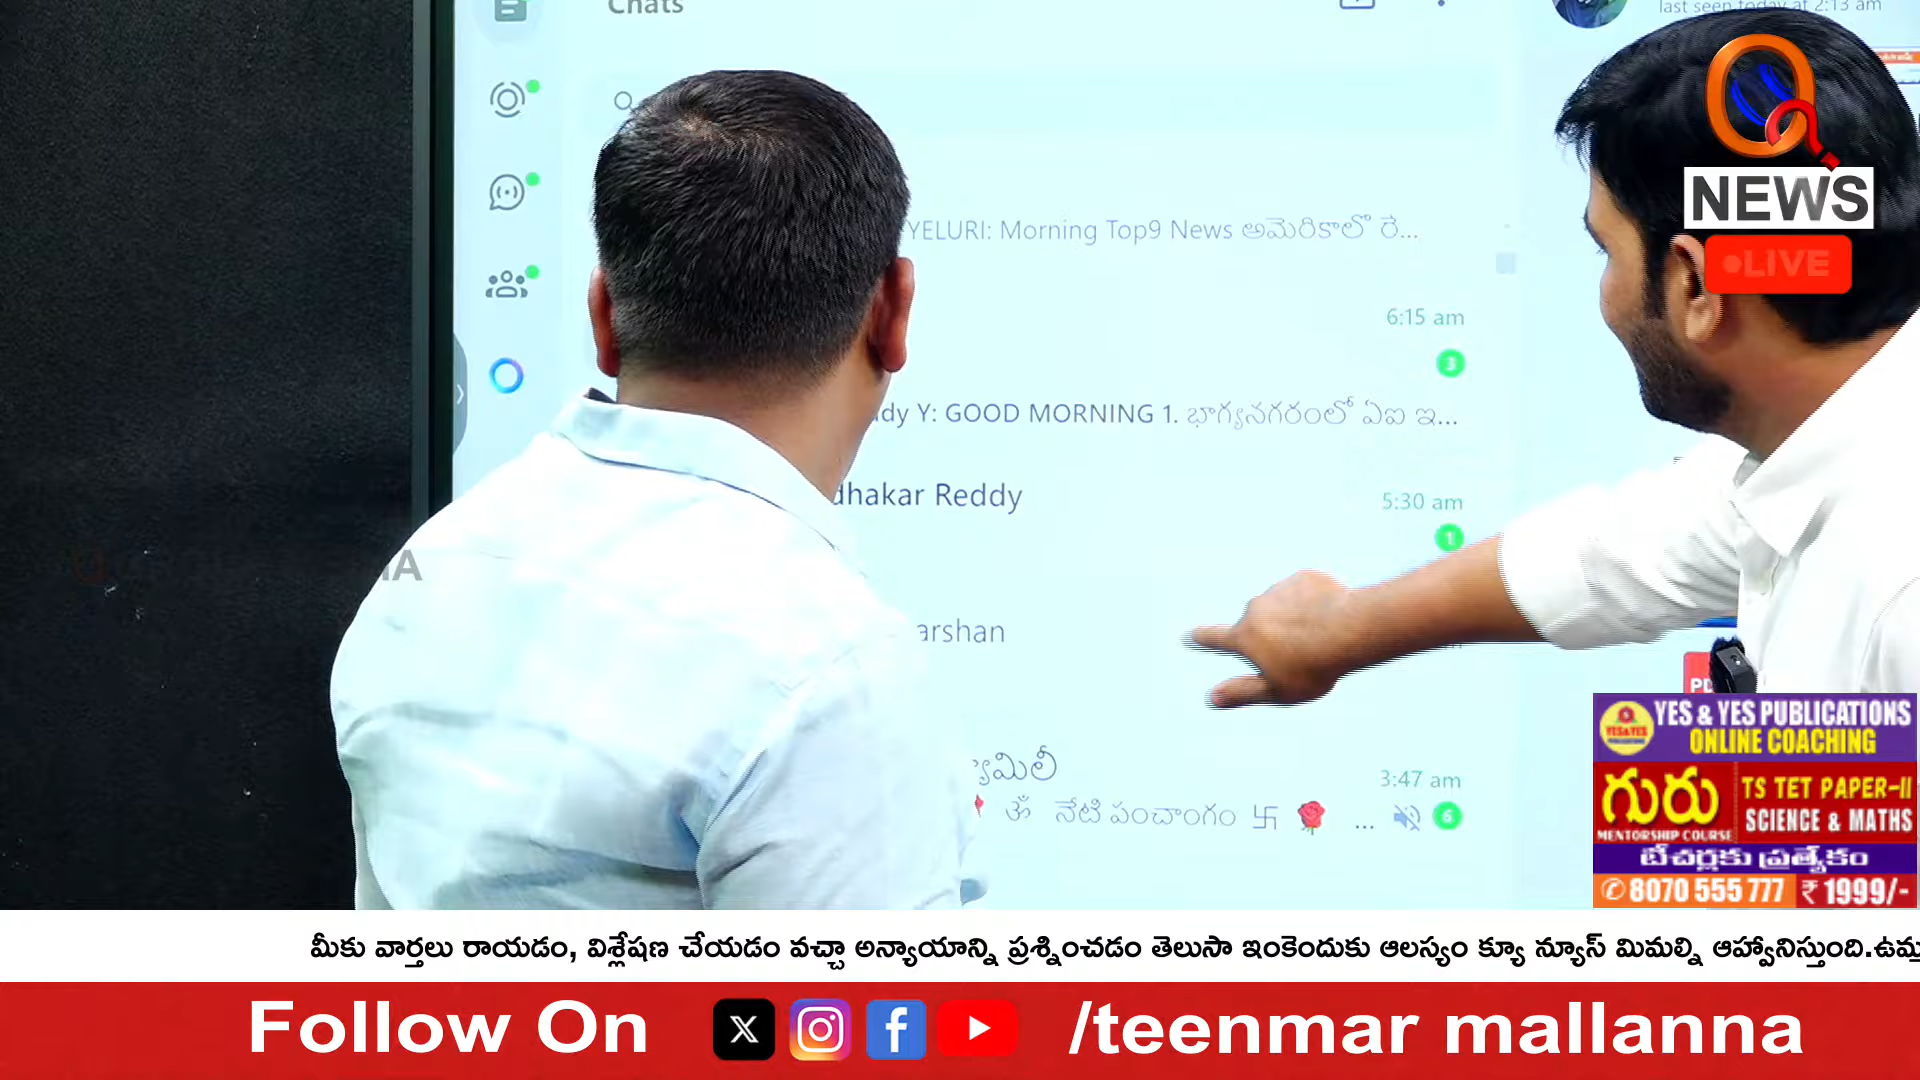 Chats
last seen today at 2:13 am
NEWS
LIVE
YELURI: Morning Top9 News అమెరికాలో రే...
6:15 am
3
Y: GOOD MORNING 1. భాగ్యనగరంలో ఏఐ ఇ...
Reddy
5:30 am
1
3:47 am
ॐ నేటి పంచాంగం 卐 🌹 ...
6
YES & YES PUBLICATIONS
ONLINE COACHING
గురు
MENTORSHIP COURSE
TS TET PAPER-II
SCIENCE & MATHS
టీచర్లకు ప్రత్యేకం
8070 555 777
₹ 1999/-
మీకు వార్తలు రాయడం, విశ్లేషణ చేయడం వచ్చా అన్యాయాన్ని ప్రశ్నించడం తెలుసా ఇంకెందుకు ఆలస్యం క్యూ న్యూస్ మిమల్ని ఆహ్వానిస్తుంది.
Follow On
/teenmar mallanna